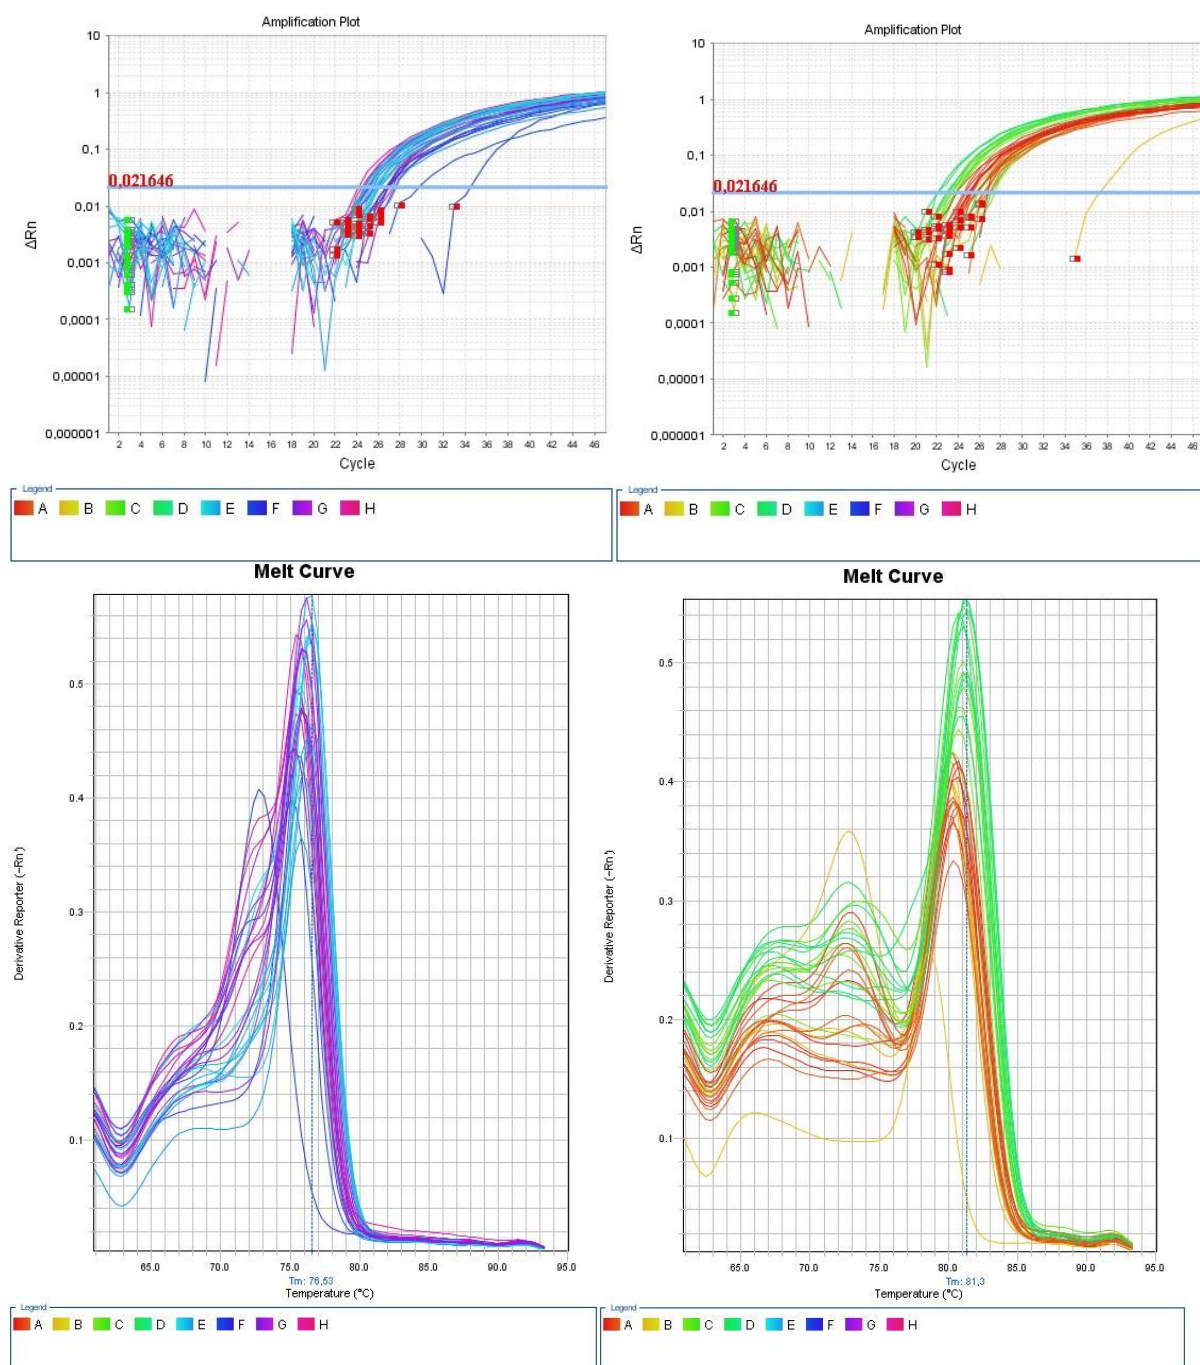 Amplification Plot
10
1
0,1
0,021646
0,01
0,001
0,0001
0,00001
0,000001
ΔRn
2 4 6 8 10 12 14 16 18 20 22 24 26 28 30 32 34 36 38 40 42 44 46
Cycle
Legend
A B C D E F G H
Amplification Plot
10
1
0,1
0,021646
0,01
0,001
0,0001
0,00001
0,000001
ΔRn
2 4 6 8 10 12 14 16 18 20 22 24 26 28 30 32 34 36 38 40 42 44 46
Cycle
Legend
A B C D E F G H
Melt Curve
0.5
0.4
0.3
0.2
0.1
Derivative Reporter (-Rn')
65.0 70.0 75.0 80.0 85.0 90.0 95.0
Tm: 76,53
Temperature (°C)
Legend
A B C D E F G H
Melt Curve
0.5
0.4
0.3
0.2
0.1
Derivative Reporter (-Rn')
65.0 70.0 75.0 80.0 85.0 90.0 95.0
Tm: 81,3
Temperature (°C)
Legend
A B C D E F G H